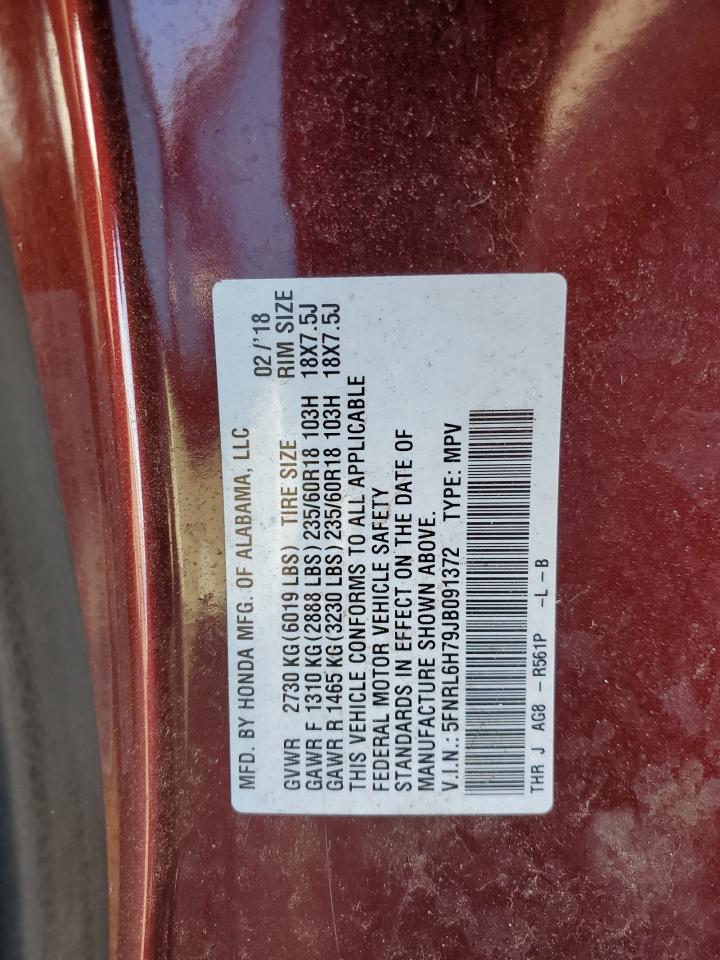 MFD. BY HONDA MFG. OF ALABAMA, LLC 02/'18
GVWR 2730 KG(6019 LBS) TIRE SIZE RIM SIZE
GAWR F 1310 KG(2888 LBS)235/60R18 103H 18X7.5J
GAWR R 1465 KG(3230 LBS)235/60R18 103H 18X7.5J
THIS VEHICLE CONFORMS TO ALL APPLICABLE
FEDERAL MOTOR VEHICLE SAFETY
STANDARDS IN EFFECT ON THE DATE OF
MANUFACTURE SHOWN ABOVE.
V.I.N.: 5FNRL6H79JB091372 TYPE: MPV
THR J AG8 - R561P -L-B